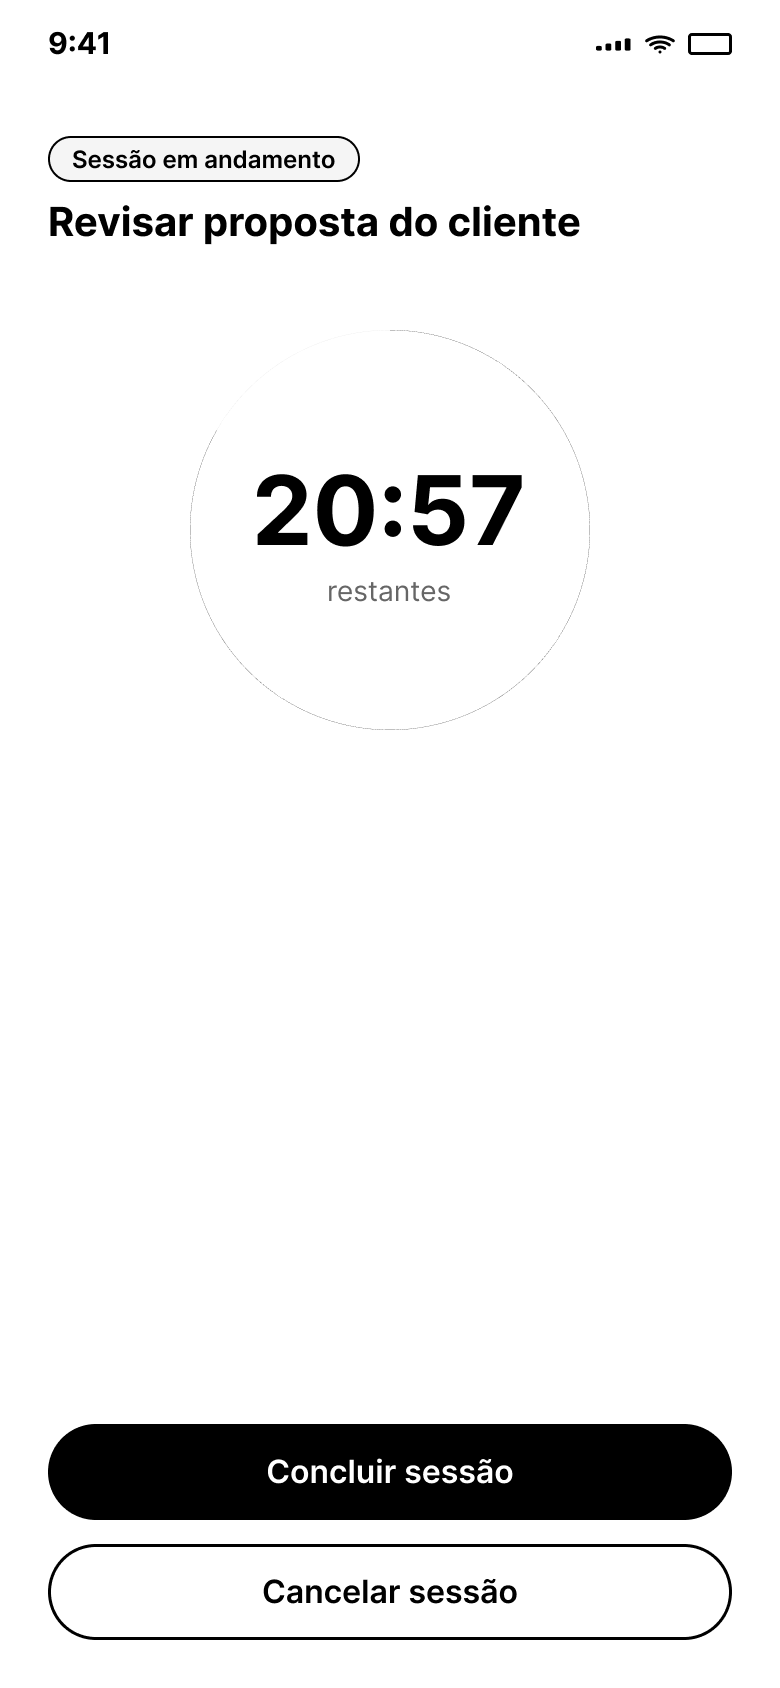 9:41
Sessão em andamento
Revisar proposta do cliente
20:57
restantes
Concluir sessão
Cancelar sessão